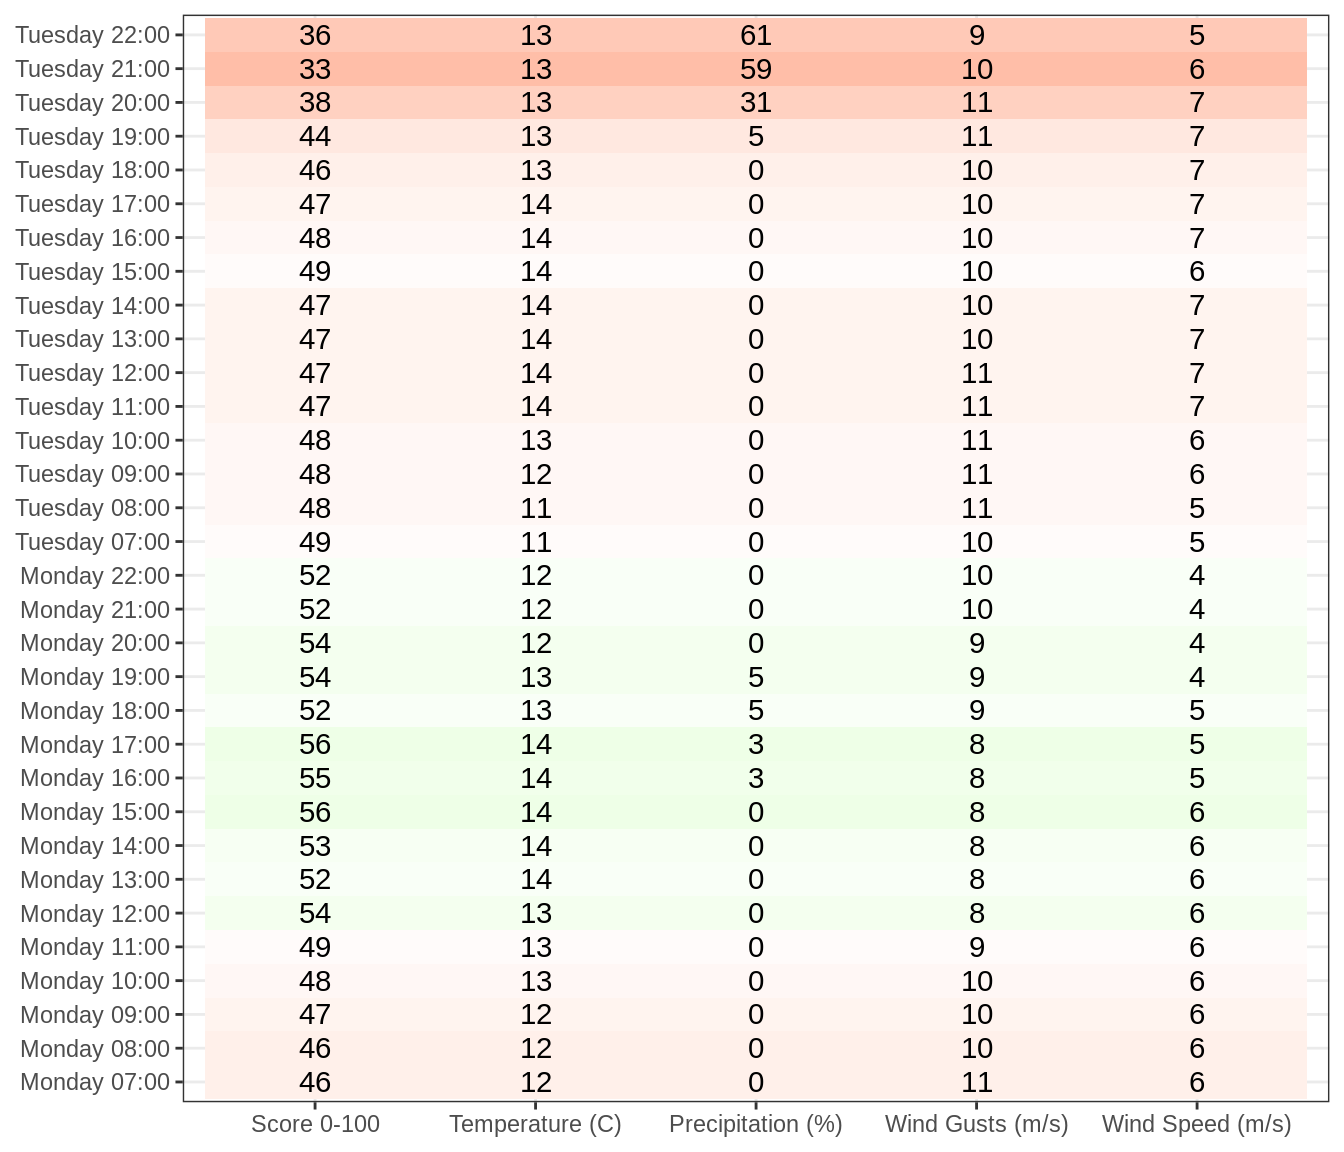 Tuesday 22:00 36 13 61 9 5
Tuesday 21:00 33 13 59 10 6
Tuesday 20:00 38 13 31 11 7
Tuesday 19:00 44 13 5 11 7
Tuesday 18:00 46 13 0 10 7
Tuesday 17:00 47 14 0 10 7
Tuesday 16:00 48 14 0 10 7
Tuesday 15:00 49 14 0 10 6
Tuesday 14:00 47 14 0 10 7
Tuesday 13:00 47 14 0 10 7
Tuesday 12:00 47 14 0 11 7
Tuesday 11:00 47 14 0 11 7
Tuesday 10:00 48 13 0 11 6
Tuesday 09:00 48 12 0 11 6
Tuesday 08:00 48 11 0 11 5
Tuesday 07:00 49 11 0 10 5
Monday 22:00 52 12 0 10 4
Monday 21:00 52 12 0 10 4
Monday 20:00 54 12 0 9 4
Monday 19:00 54 13 5 9 4
Monday 18:00 52 13 5 9 5
Monday 17:00 56 14 3 8 5
Monday 16:00 55 14 3 8 5
Monday 15:00 56 14 0 8 6
Monday 14:00 53 14 0 8 6
Monday 13:00 52 14 0 8 6
Monday 12:00 54 13 0 8 6
Monday 11:00 49 13 0 9 6
Monday 10:00 48 13 0 10 6
Monday 09:00 47 12 0 10 6
Monday 08:00 46 12 0 10 6
Monday 07:00 46 12 0 11 6
Score 0-100 Temperature (C) Precipitation (%) Wind Gusts (m/s) Wind Speed (m/s)